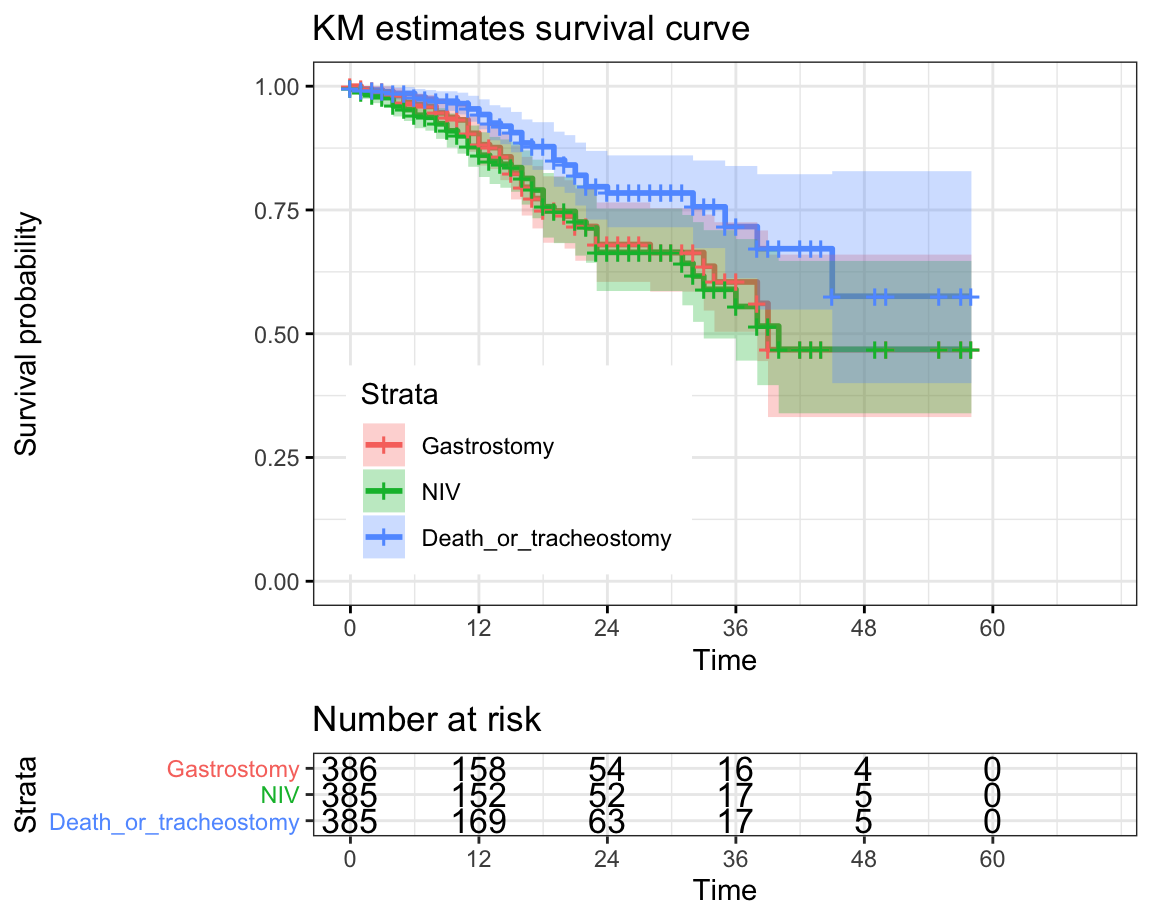 KM estimates survival curve
Survival probability
1.00
0.75
0.50
0.25
0.00
Strata
Gastrostomy
NIV
Death_or_tracheostomy
0 12 24 36 48 60
Time
Number at risk
Strata
Gastrostomy 386 158 54 16 4 0
NIV 385 152 52 17 5 0
Death_or_tracheostomy 385 169 63 17 5 0
0 12 24 36 48 60
Time